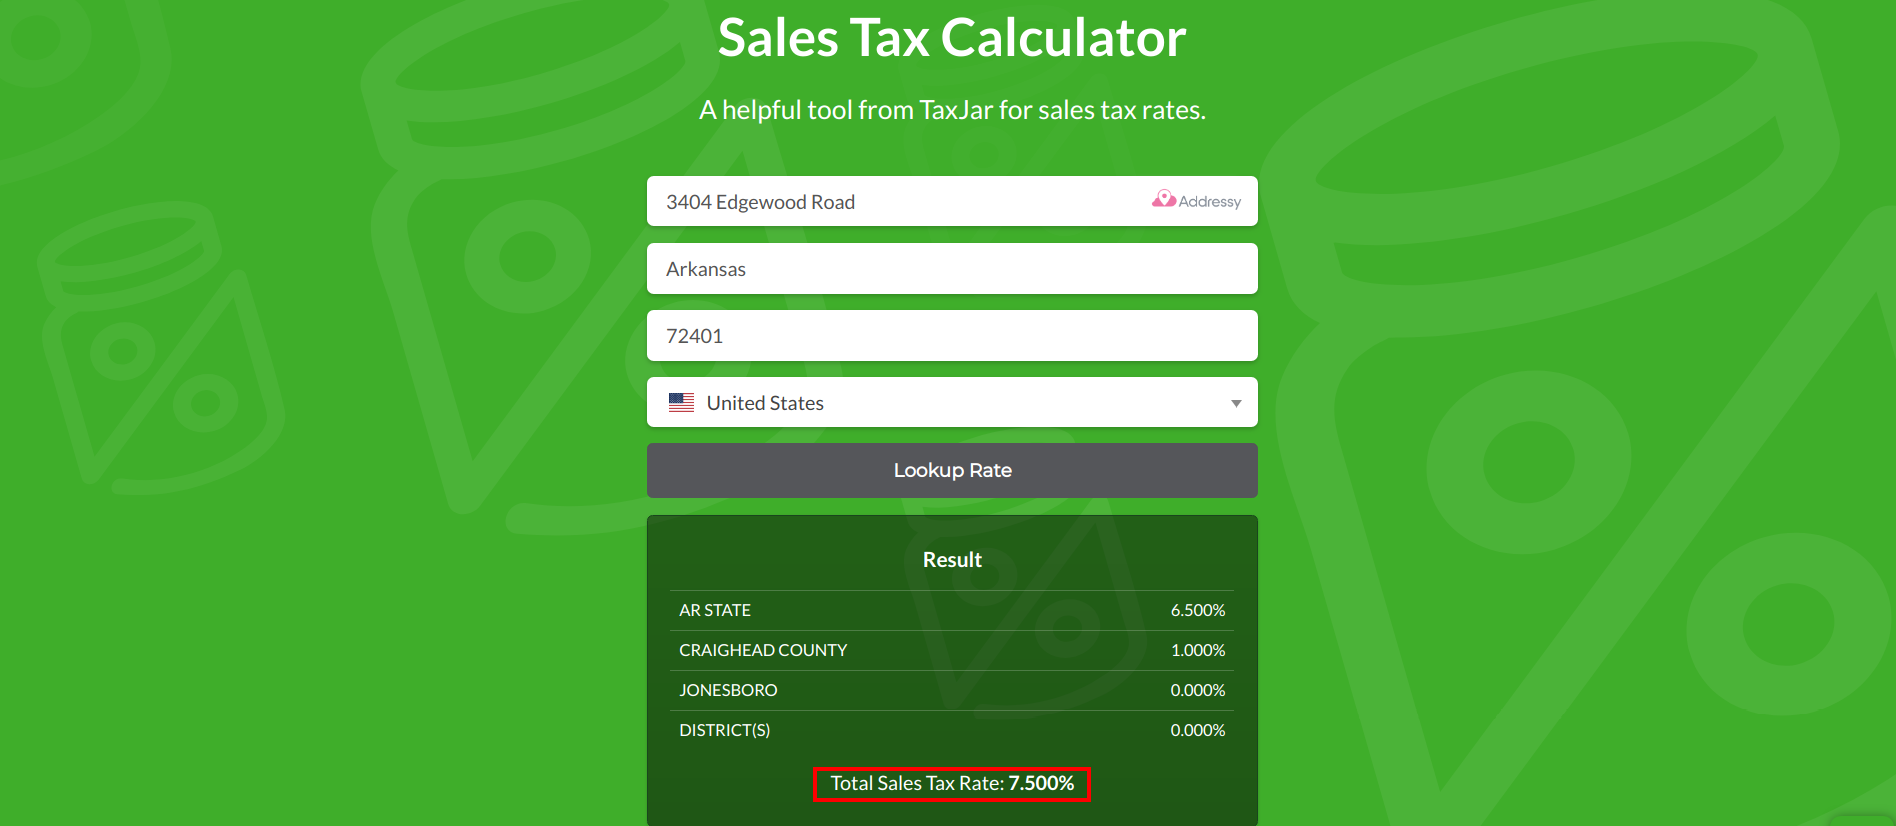 Sales Tax Calculator
A helpful tool from TaxJar for sales tax rates.
3404 Edgewood Road
Addressy
Arkansas
72401
United States
Lookup Rate
Result
AR STATE 6.500%
CRAIGHEAD COUNTY 1.000%
JONESBORO 0.000%
DISTRICT(S) 0.000%
Total Sales Tax Rate: 7.500%